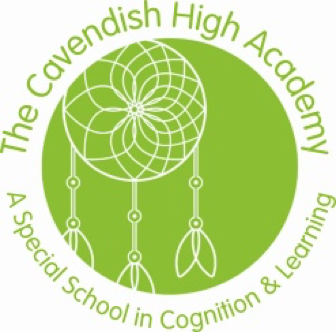 The Cavendish High Academy
A Special School in Cognition & Learning